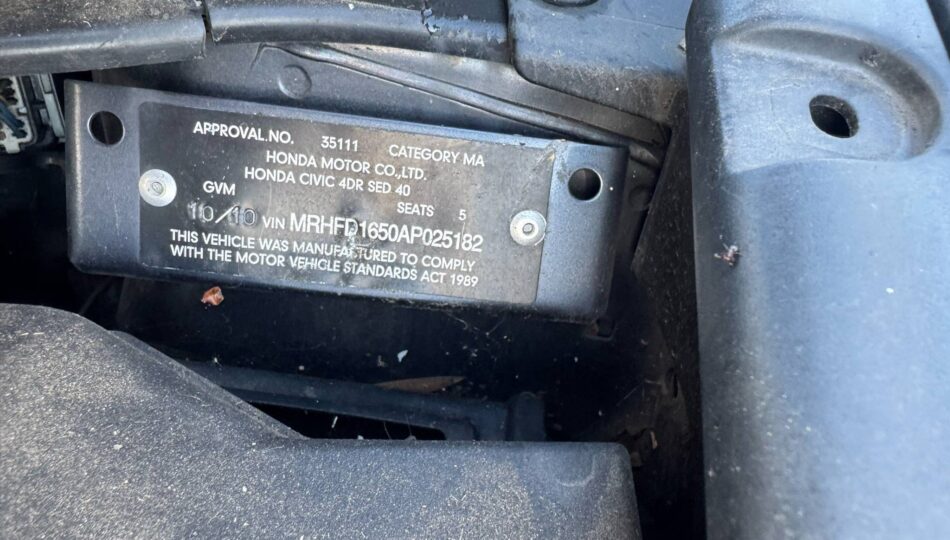 APPROVAL.NO. 35111 CATEGORY MA
HONDA MOTOR CO.,LTD.
HONDA CIVIC 4DR SED 40
GVM SEATS 5
10/10 VIN MRHFD1650AP025182
THIS VEHICLE WAS MANUFACTURED TO COMPLY
WITH THE MOTOR VEHICLE STANDARDS ACT 1989